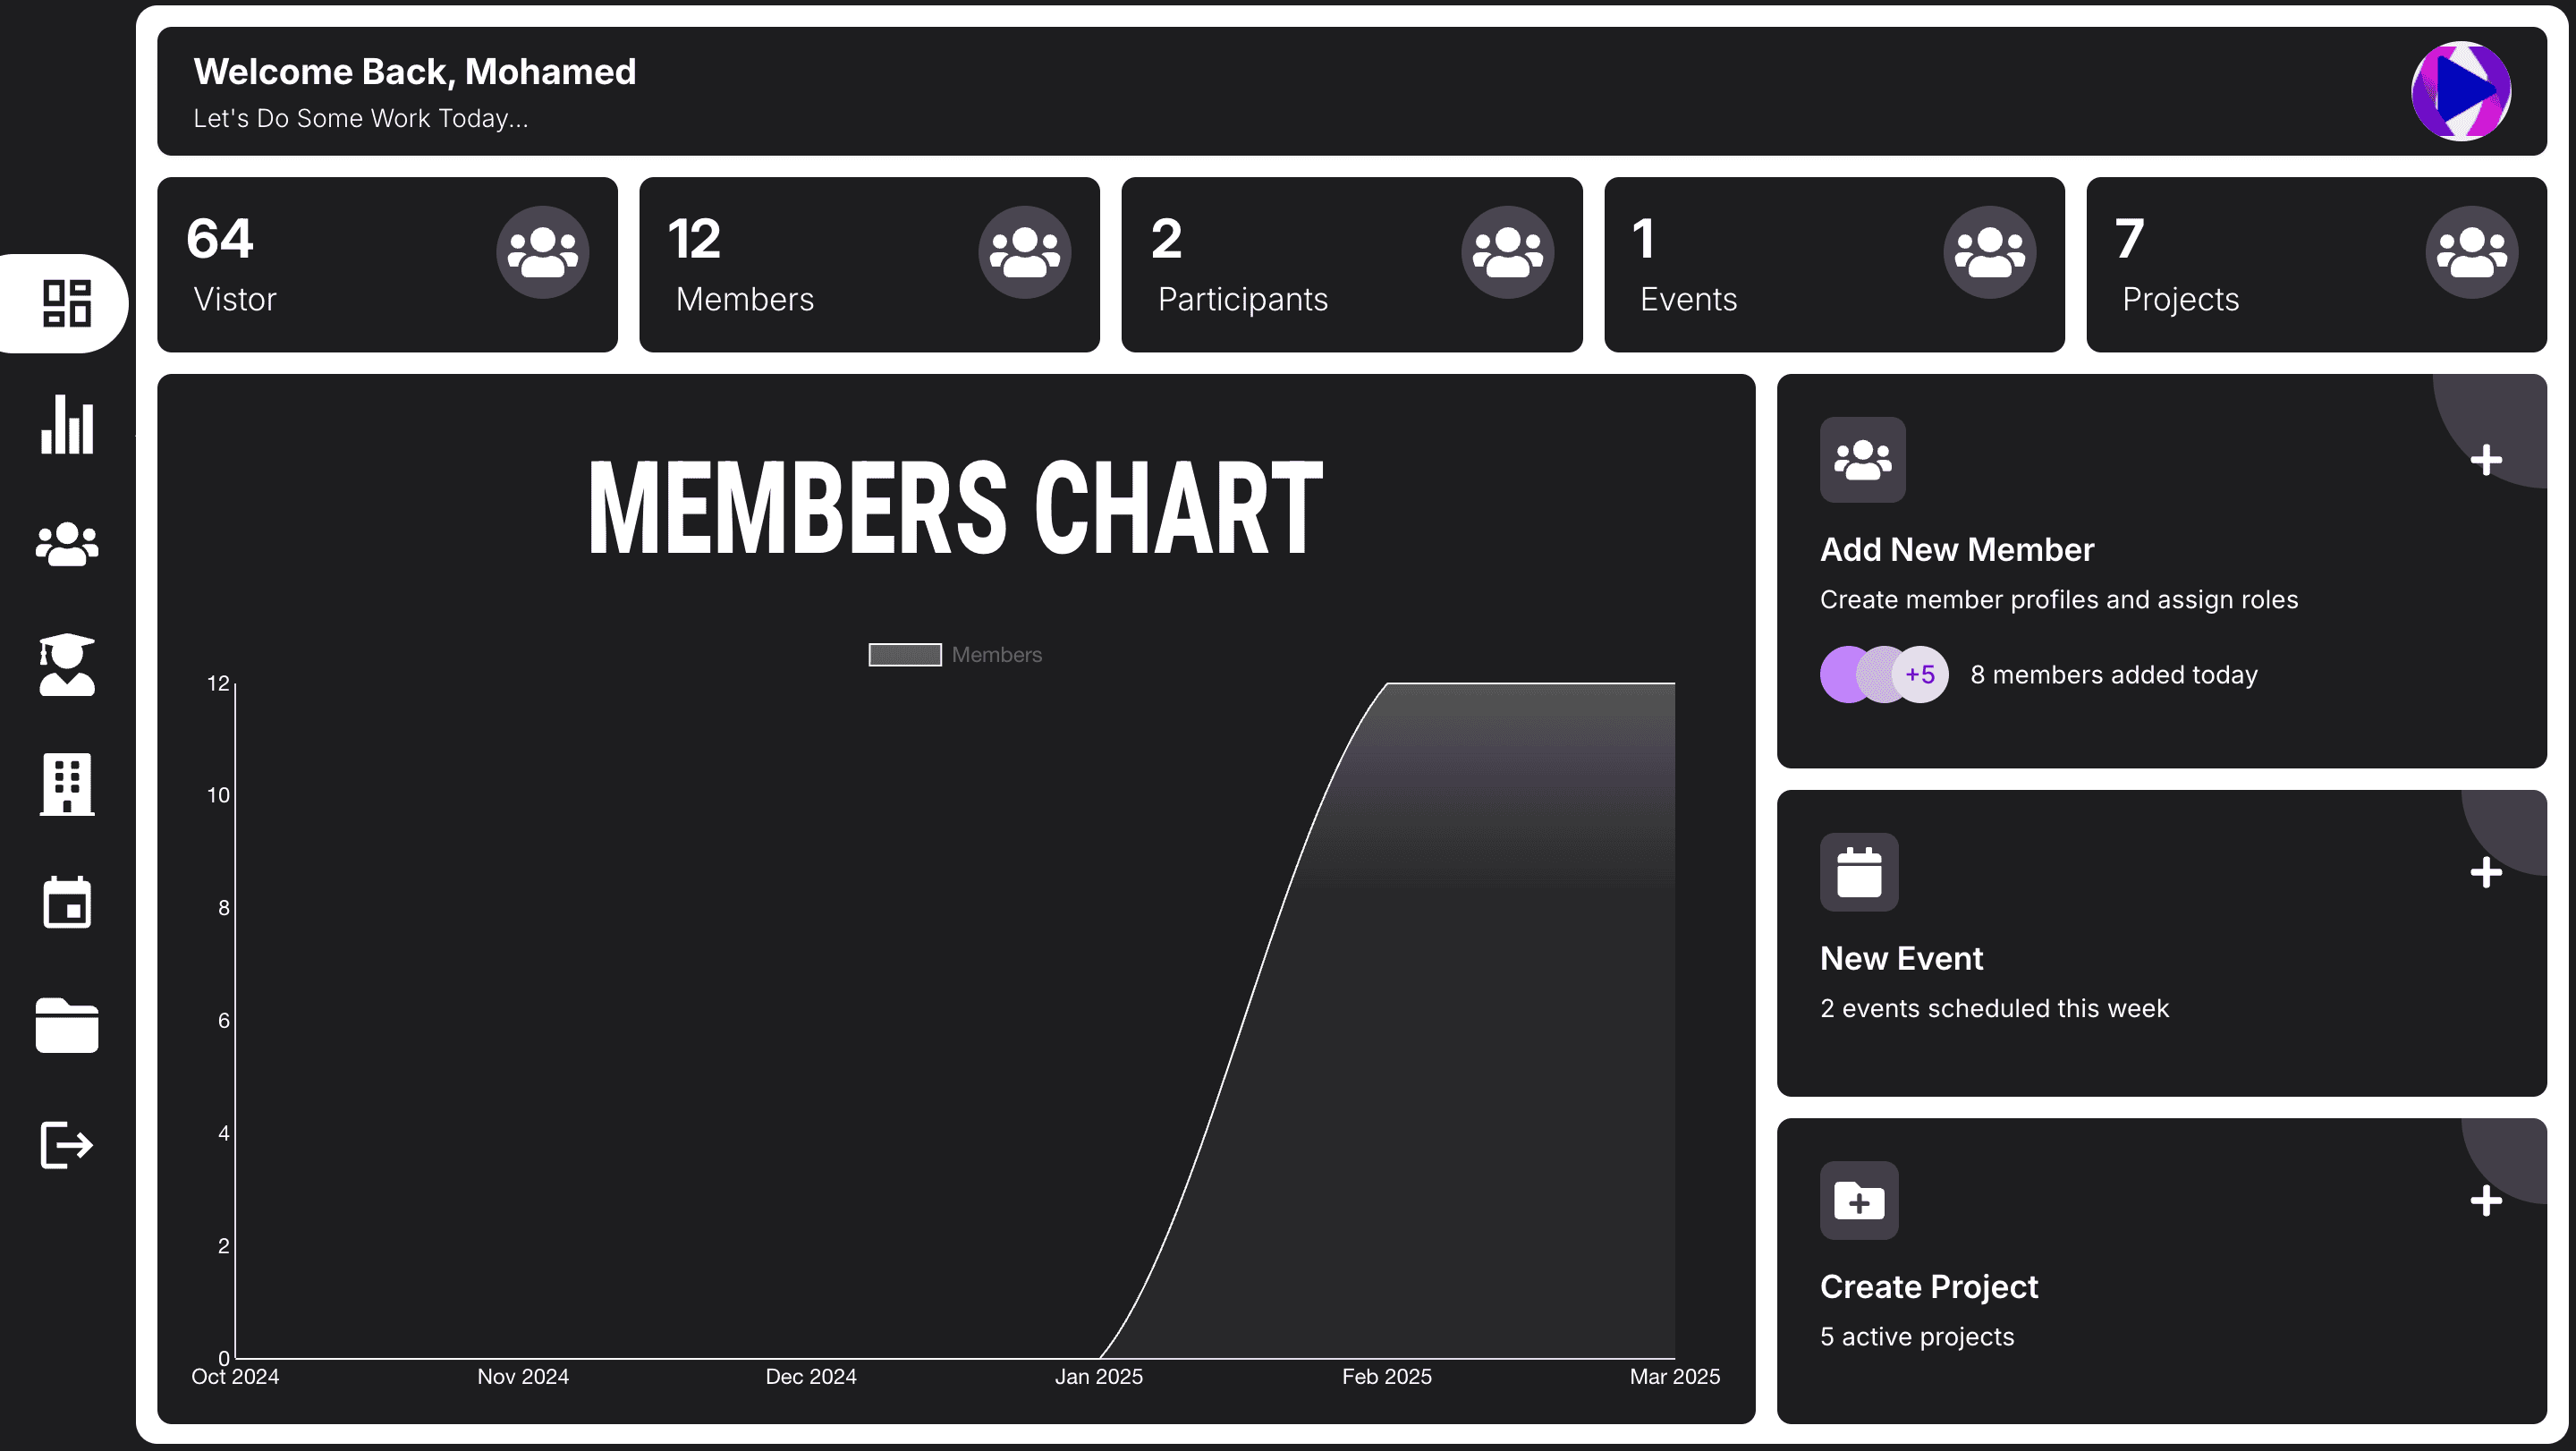 Welcome Back, Mohamed
Let's Do Some Work Today...
64
Vistor
12
Members
2
Participants
1
Events
7
Projects
MEMBERS CHART
Members
12
10
8
6
4
2
0
Oct 2024
Nov 2024
Dec 2024
Jan 2025
Feb 2025
Mar 2025
Add New Member
Create member profiles and assign roles
+5
8 members added today
New Event
2 events scheduled this week
Create Project
5 active projects